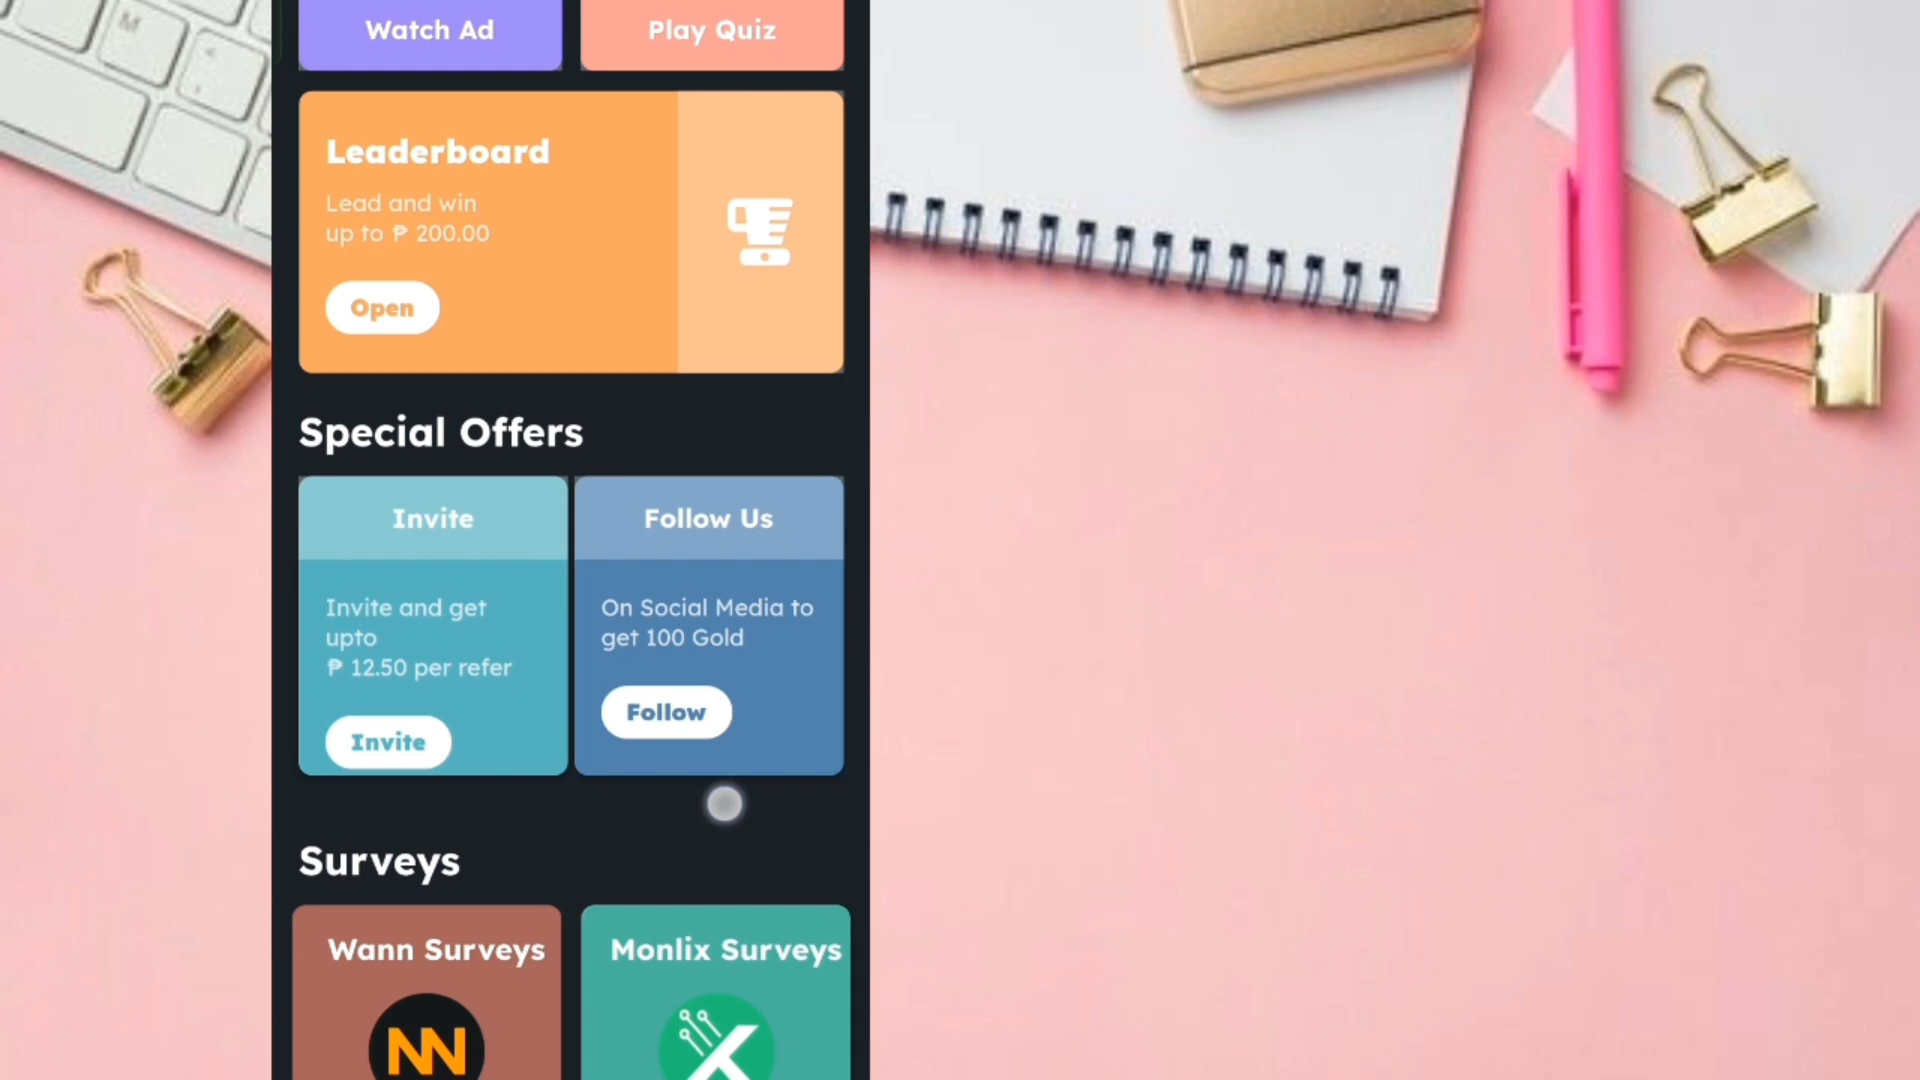 Watch Ad
Play Quiz
Leaderboard
Lead and win
up to ₱ 200.00
Open
Special Offers
Invite
Follow Us
Invite and get
upto
₱ 12.50 per refer
Invite
On Social Media to
get 100 Gold
Follow
Surveys
Wann Surveys
Monlix Surveys